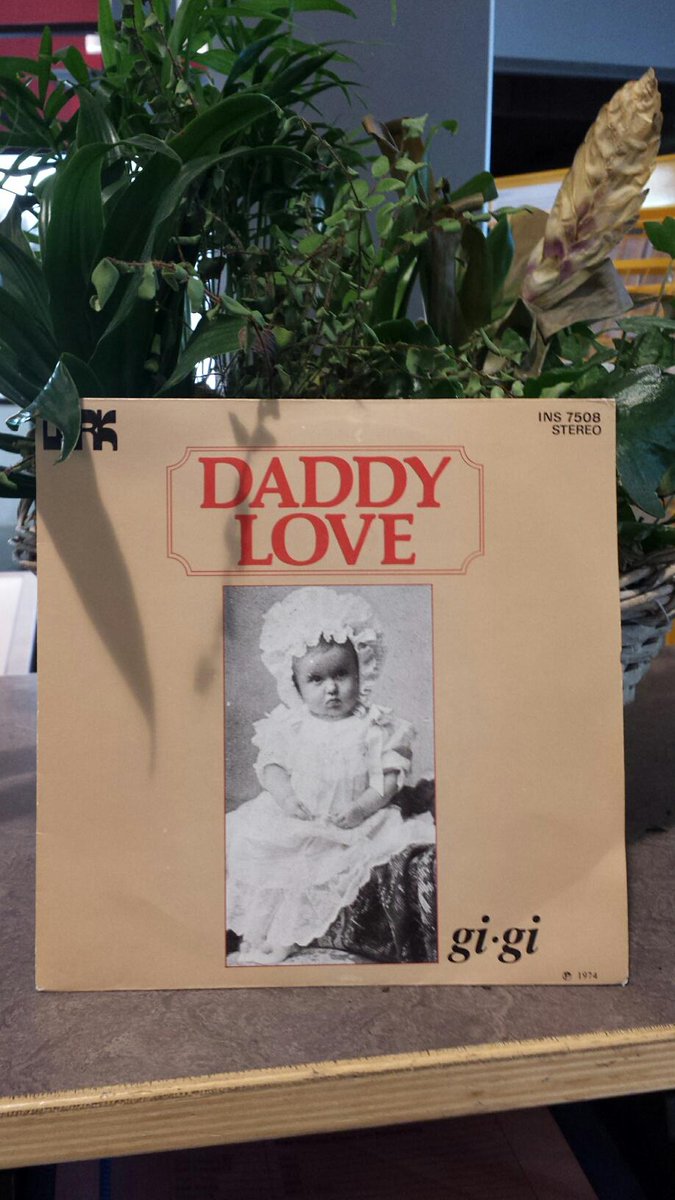 INS 7508
STEREO
DADDY
LOVE
gi·gi
℗ 1974